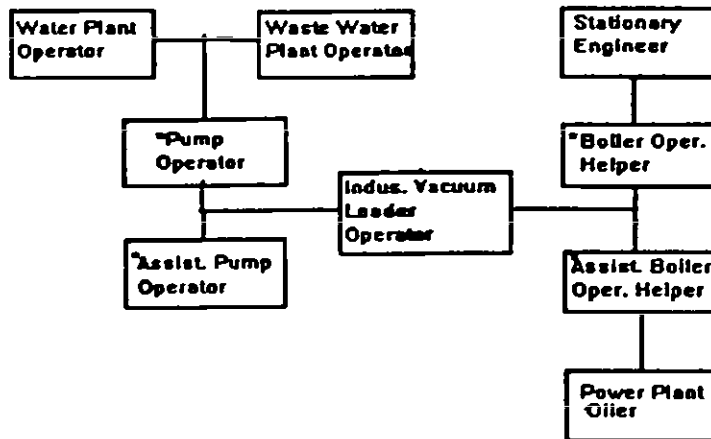 Water Plant
Operator
Waste Water
Plant Operator
Stationary
Engineer
*Pump
Operator
*Boiler Oper.
Helper
Indus. Vacuum
Loader
Operator
*Assist. Pump
Operator
*Assist. Boiler
Oper. Helper
Power Plant
Oiler